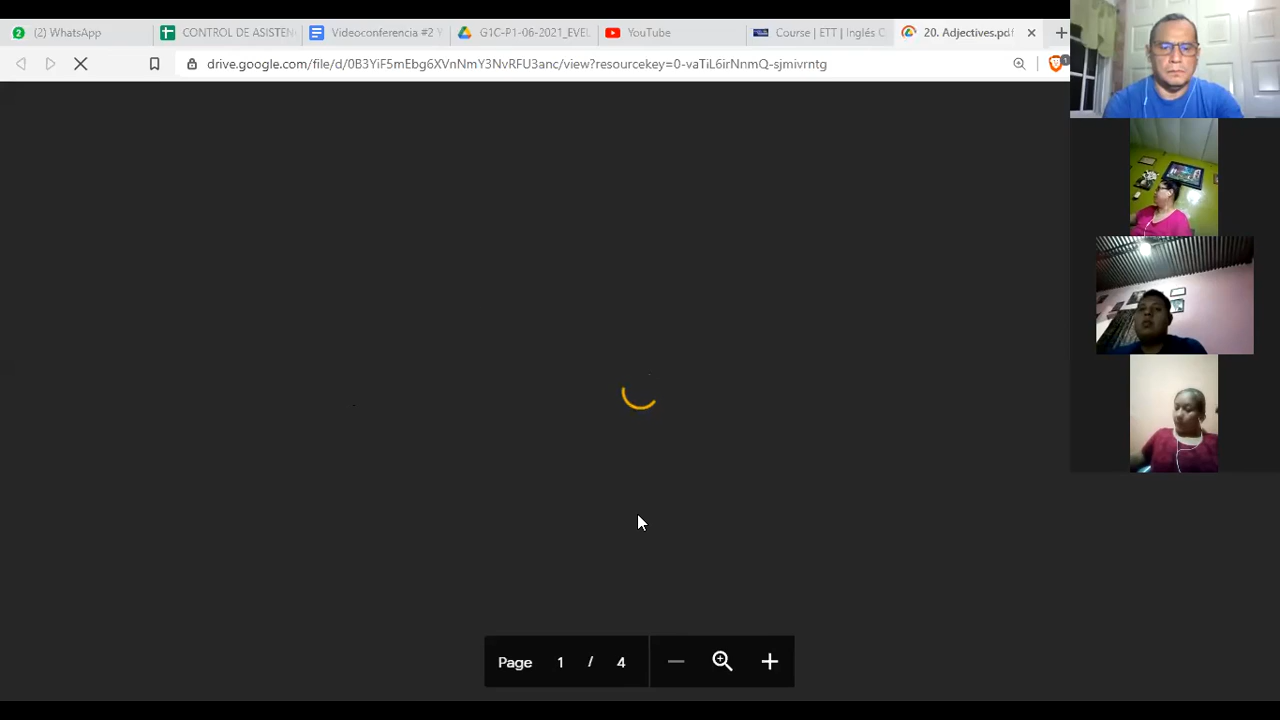 (2) WhatsApp
CONTROL DE ASISTEN
Videoconferencia #2 V
G1C-P1-06-2021_EVEL
YouTube
Course | ETT | Inglés C
20. Adjectives.pdf
drive.google.com/file/d/0B3YiF5mEbg6XVnNmY3NvRFU3anc/view?resourcekey=0-vaTiL6irNnmQ-sjmivrntg
1
Page 1 / 4